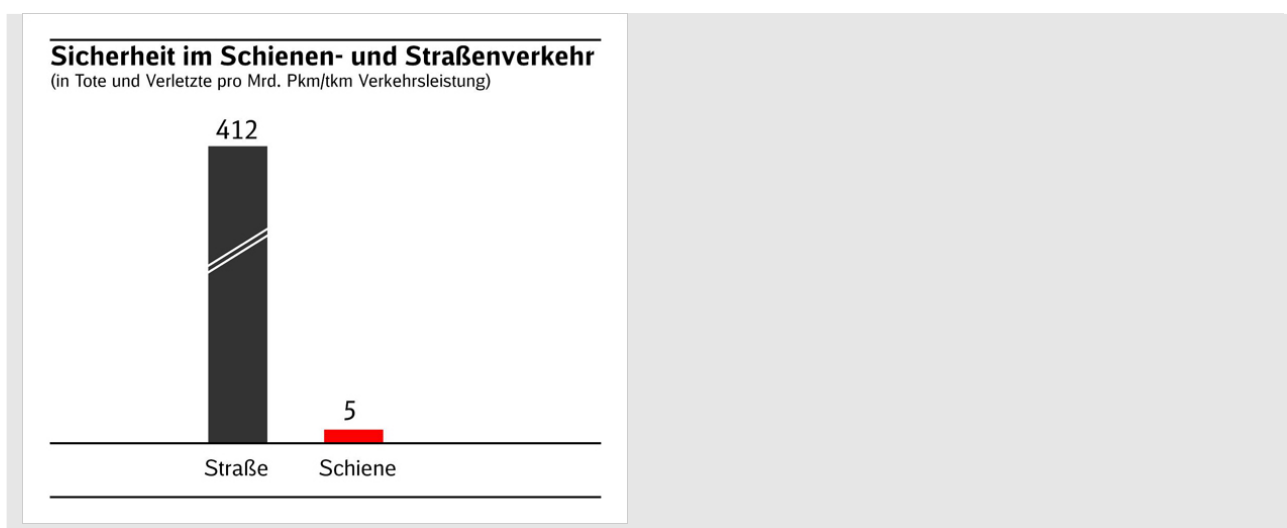 Sicherheit im Schienen- und Straßenverkehr
(in Tote und Verletzte pro Mrd. Pkm/tkm Verkehrsleistung)
412
5
Straße Schiene